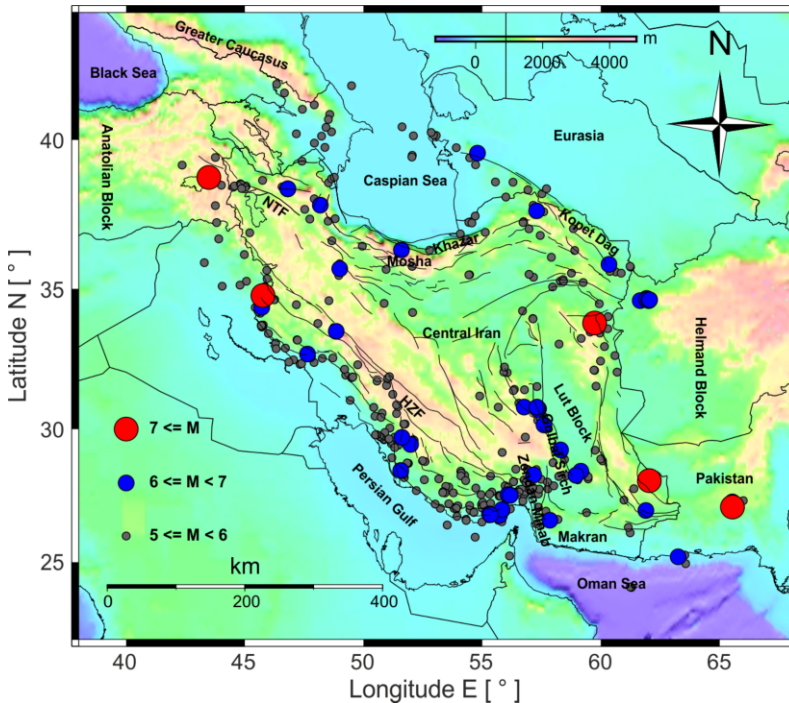 Greater Caucasus
Black Sea
0 2000 4000 m
N
Anatolian Block
Eurasia
Caspian Sea
NTF
Khazar
Mosha
Kopet Dag
Central Iran
Helmand Block
Lut Block
HZF
Persian Gulf
Zendan Minab
Pakistan
Makran
Oman Sea
7 <= M
6 <= M < 7
5 <= M < 6
km
0 200 400
40
35
30
25
Latitude N [ ° ]
40 45 50 55 60 65
Longitude E [ ° ]